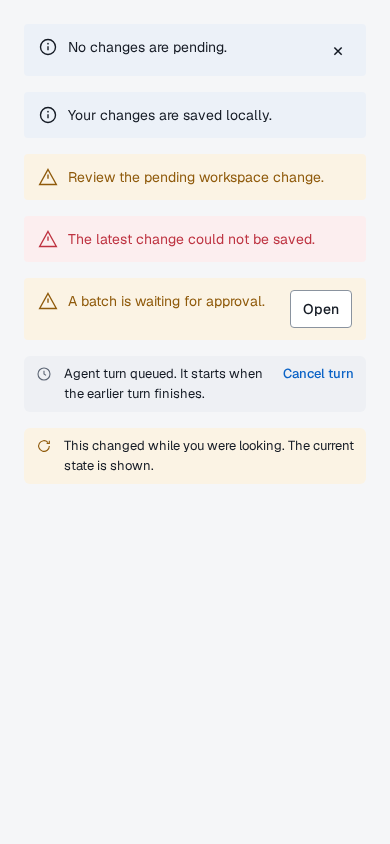 No changes are pending.
Your changes are saved locally.
Review the pending workspace change.
The latest change could not be saved.
A batch is waiting for approval.
Open
Agent turn queued. It starts when
the earlier turn finishes.
Cancel turn
This changed while you were looking. The current
state is shown.